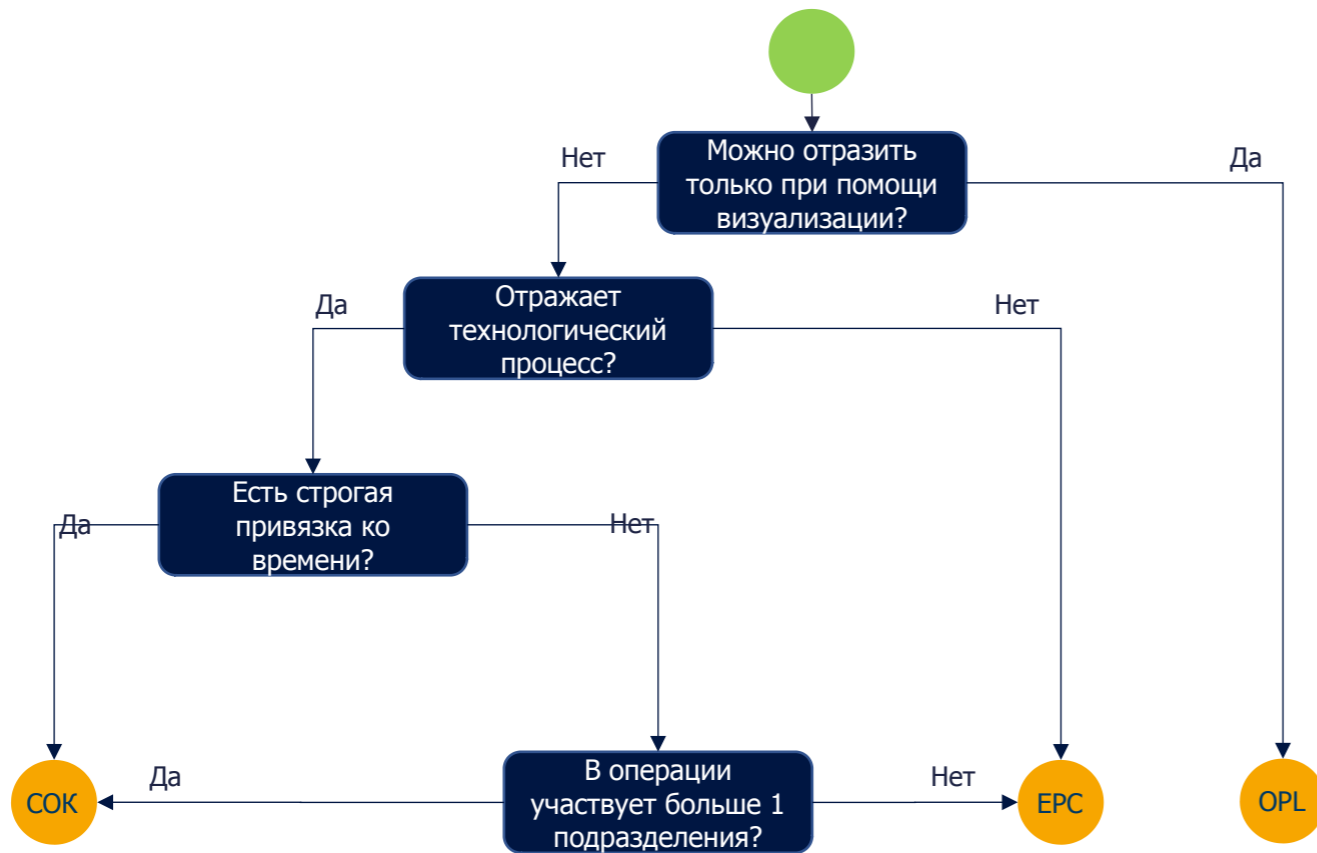 Можно отразить
только при помощи
визуализации?
Нет
Да
Отражает
технологический
процесс?
Да
Нет
Есть строгая
привязка ко
времени?
Да
Нет
В операции
участвует больше 1
подразделения?
Да
Нет
СОК
EPC
OPL